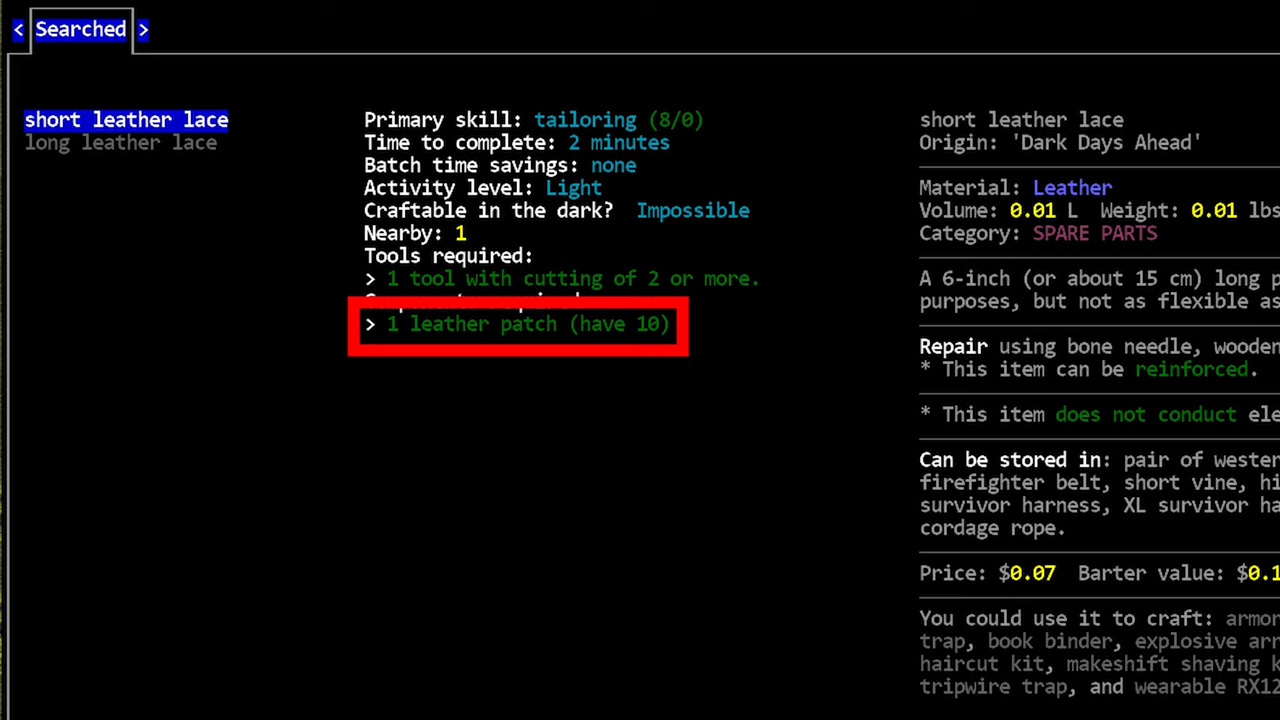 < Searched >
short leather lace
long leather lace
Primary skill: tailoring (8/0)
Time to complete: 2 minutes
Batch time savings: none
Activity level: Light
Craftable in the dark? Impossible
Nearby: 1
Tools required:
> 1 tool with cutting of 2 or more.
> 1 leather patch (have 10)
short leather lace
Origin: 'Dark Days Ahead'
Material: Leather
Volume: 0.01 L Weight: 0.01 lbs
Category: SPARE PARTS
A 6-inch (or about 15 cm) long
purposes, but not as flexible as
Repair using bone needle, wooden
* This item can be reinforced.
* This item does not conduct
Can be stored in: pair of western
firefighter belt, short vine,
survivor harness, XL survivor
cordage rope.
Price: $0.07 Barter value: $0.1
You could use it to craft:
trap, book binder, explosive
haircut kit, makeshift shaving
tripwire trap, and wearable RX12